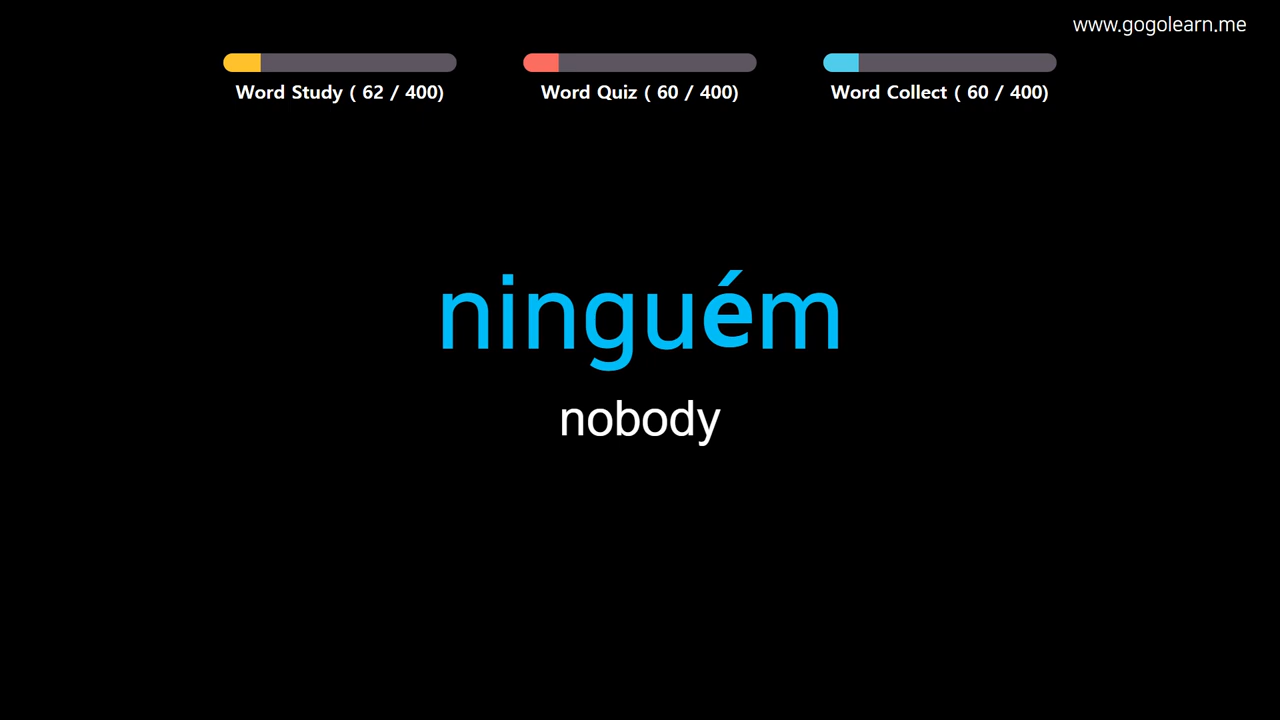 www.gogolearn.me
Word Study ( 62 / 400)
Word Quiz ( 60 / 400)
Word Collect ( 60 / 400)
ninguém
nobody